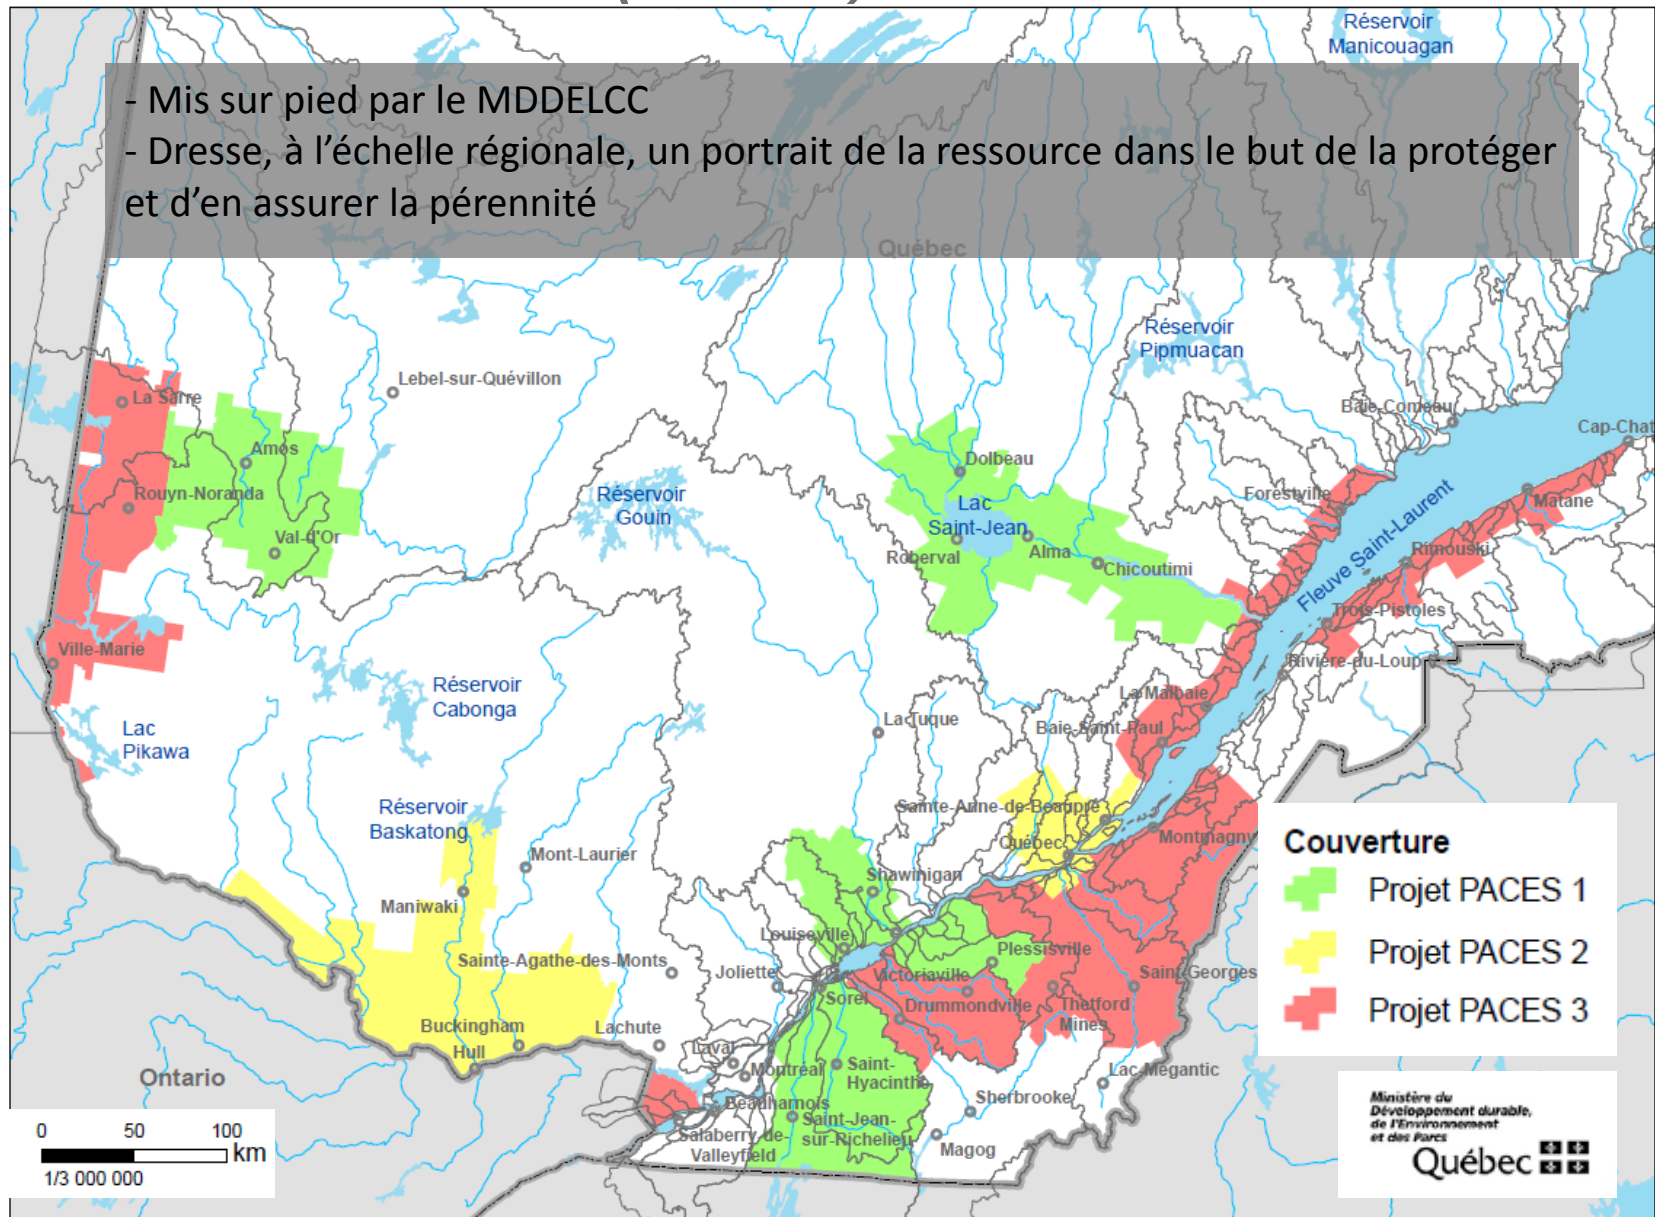 Réservoir
Manicouagan
- Mis sur pied par le MDDELCC
- Dresse, à l’échelle régionale, un portrait de la ressource dans le but de la protéger
et d’en assurer la pérennité
Québec
Réservoir
Pipmuacan
Lebel-sur-Quévillon
La Sarre
Baie-Comeau
Cap-Chat
Amos
Dolbeau
Rouyn-Noranda
Réservoir
Gouin
Lac
Saint-Jean
Forestville
Matane
Val-d'Or
Roberval
Alma
Chicoutimi
Fleuve Saint-Laurent
Rimouski
Trois-Pistoles
Ville-Marie
Rivière-du-Loup
Réservoir
Cabonga
La Malbaie
Lac
Pikawa
La Tuque
Baie-Saint-Paul
Réservoir
Baskatong
Sainte-Anne-de-Beaupré
Québec
Montmagny
Mont-Laurier
Shawinigan
Maniwaki
Louiseville
Plessisville
Sainte-Agathe-des-Monts
Joliette
Victoriaville
Saint-Georges
Sorel
Drummondville
Thetford
Mines
Buckingham
Lachute
Hull
Laval
Montréal
Saint-
Hyacinthe
Lac-Mégantic
Ontario
Beauharnois
Sherbrooke
Salaberry-de-
Valleyfield
Saint-Jean-
sur-Richelieu
Magog
Couverture
Projet PACES 1
Projet PACES 2
Projet PACES 3
0 50 100
km
1/3 000 000
Ministère du
Développement durable,
de l'Environnement
et des Parcs
Québec